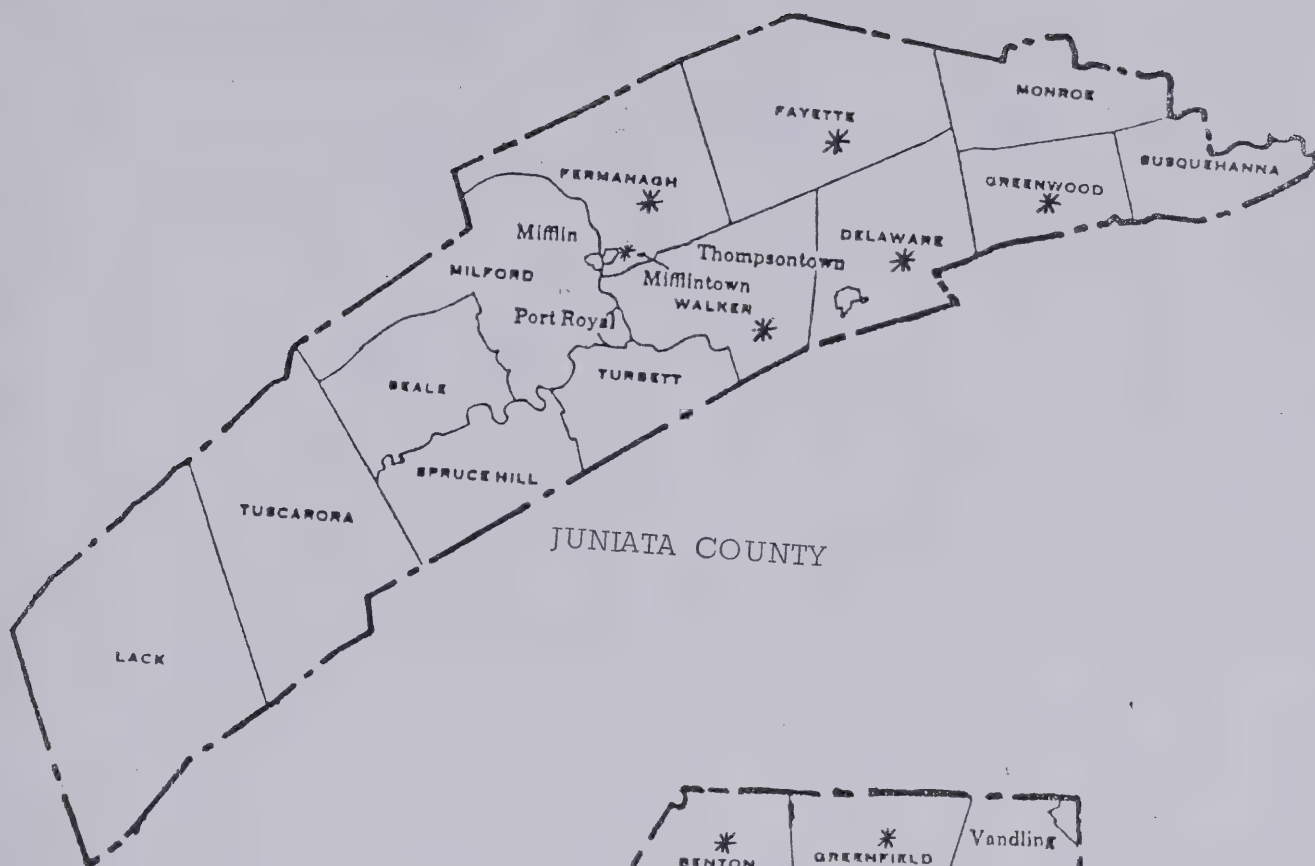 MONROE
FAYETTE
SUSQUEHANNA
FERMANAGH
GREENWOOD
Mifflin
DELAWARE
Thompsontown
MILFORD
Mifflintown
WALKER
Port Royal
TURBETT
BEALE
SPRUCE HILL
TUSCARORA
JUNIATA COUNTY
LACK
Vandling
BENTON
GREENFIELD